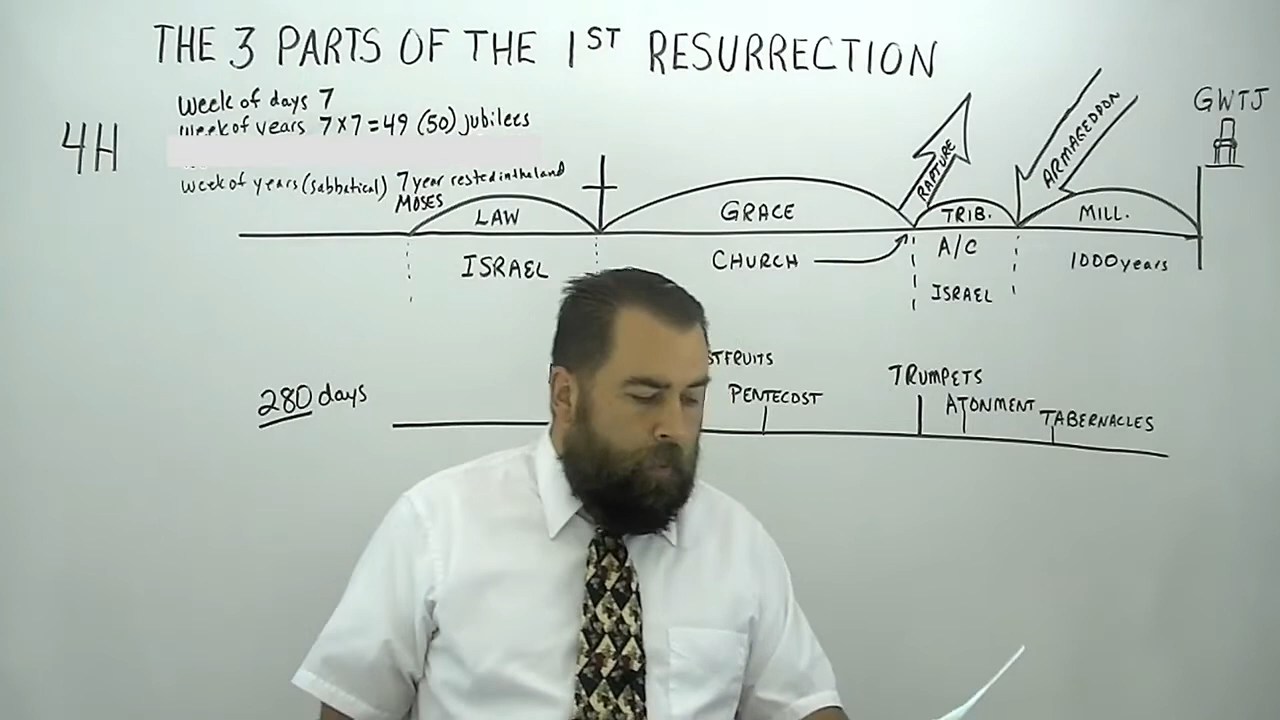 THE 3 PARTS OF THE 1ST RESURRECTION
4H
week of days 7
week of years 7x7=49 (50) jubilees
week of years (sabbatical) 7 year rested in the land
MOSES
LAW
GRACE
RAPTURE
TRIB.
ARMAGEDDON
MILL.
GWTJ
ISRAEL
CHURCH
A/C
ISRAEL
1000 years
280 days
STFRUITS
PENTECOST
TRUMPETS
ATONMENT
TABERNACLES